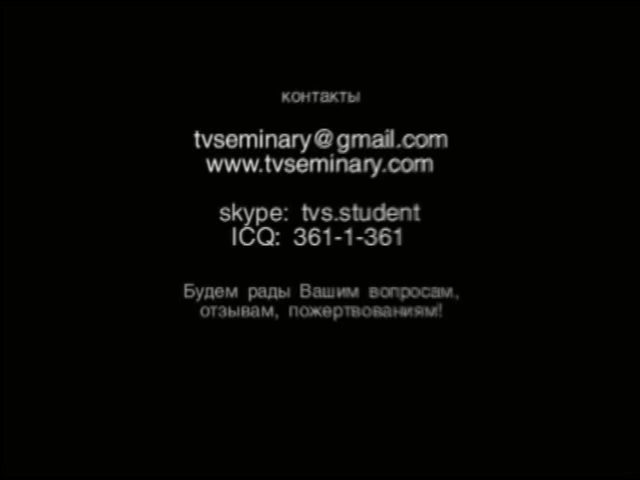 контакты
tvseminary@gmail.com
www.tvseminary.com
skype: tvs.student
ICQ: 361-1-361
Будем рады Вашим вопросам,
отзывам, пожертвованиям!